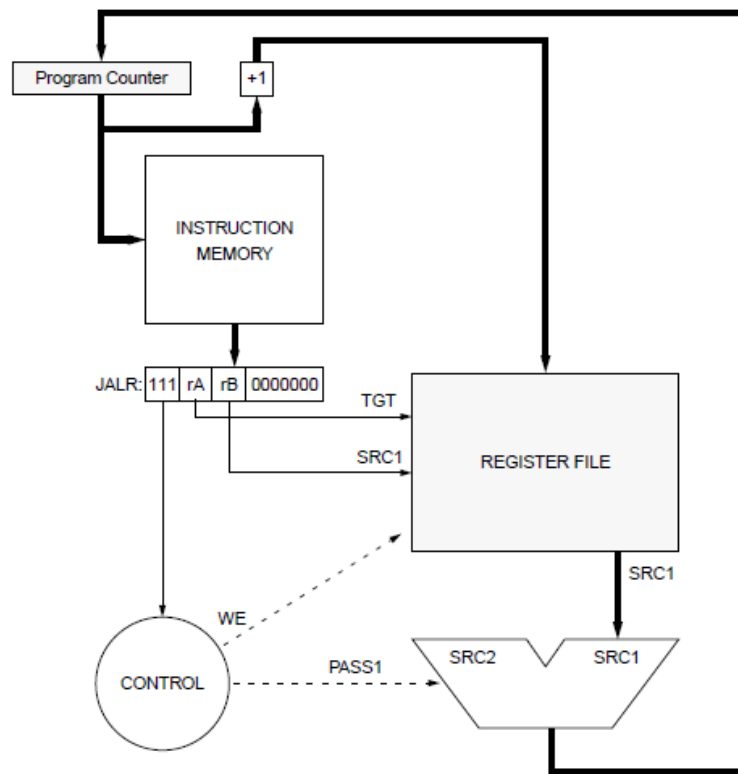 Program Counter
+1
INSTRUCTION
MEMORY
JALR: 111 rA rB 0000000
TGT
SRC1
REGISTER FILE
SRC1
WE
CONTROL
PASS1
SRC2 SRC1